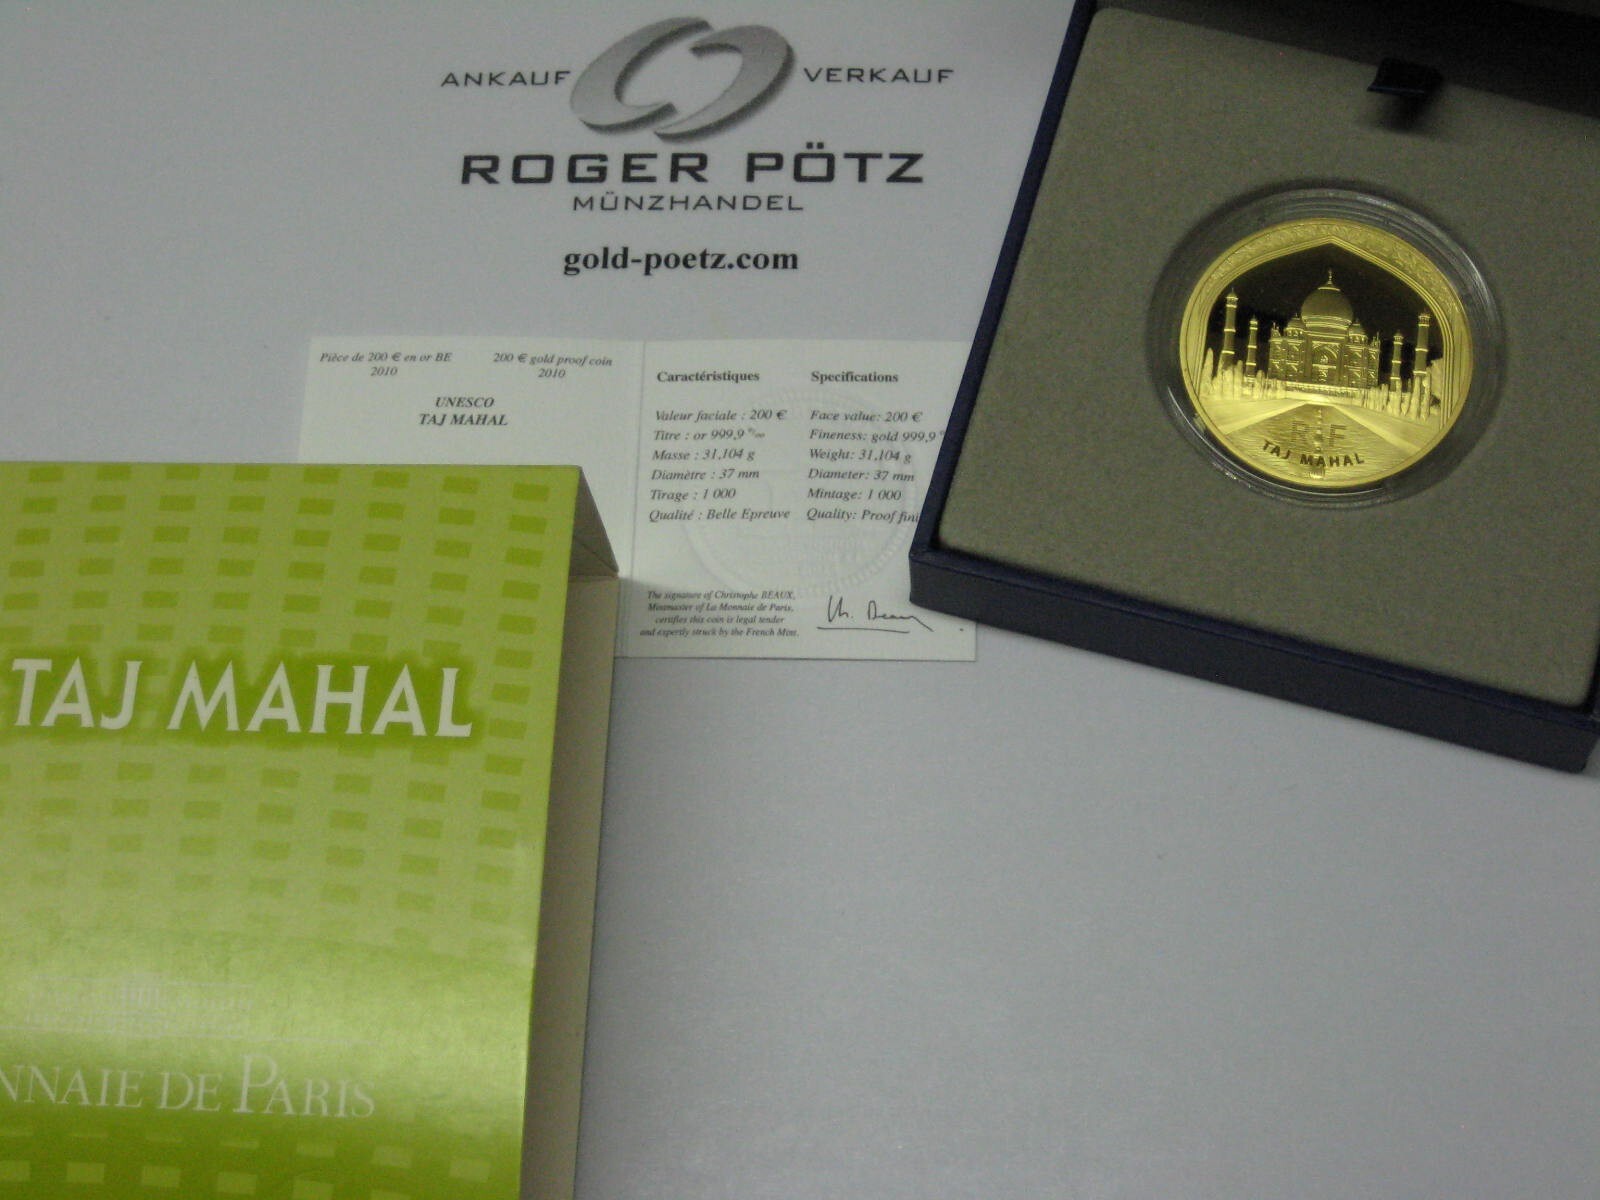 ANKAUF VERKAUF
ROGER PÖTZ
MÜNZHANDEL
gold-poetz.com
Pièce de 200 € en or BE
2010
200 € gold proof coin
2010
UNESCO
TAJ MAHAL
Caractéristiques
Valeur faciale : 200 €
Titre : or 999,9 °/₀₀
Masse : 31,104 g
Diamètre : 37 mm
Tirage : 1 000
Qualité : Belle Epreuve
Specifications
Face value: 200 €
Fineness: gold 999,9
Weight: 31,104 g
Diameter: 37 mm
Mintage: 1 000
Quality: Proof fini
The signature of Christophe BEAUX,
Mintmaster of La Monnaie de Paris,
certifies this coin is legal tender
and expertly struck by the French Mint.
Ch. Beaux
RF
TAJ MAHAL
TAJ MAHAL
NNAIE DE PARIS